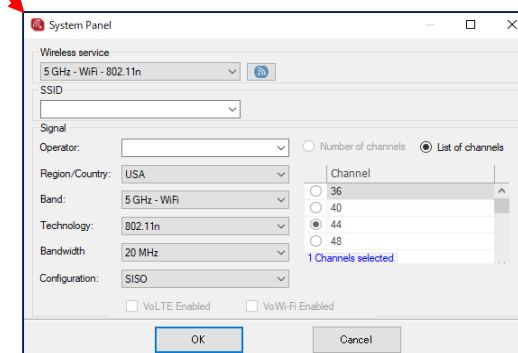 System Panel
Wireless service
5 GHz - WiFi - 802.11n
SSID
Signal
Operator:
Number of channels
List of channels
Region/Country:
USA
Channel
36
Band:
5 GHz - WiFi
40
Technology:
802.11n
44
48
Bandwidth
20 MHz
1 Channels selected
Configuration:
SISO
VoLTE Enabled
VoWi-Fi Enabled
OK
Cancel